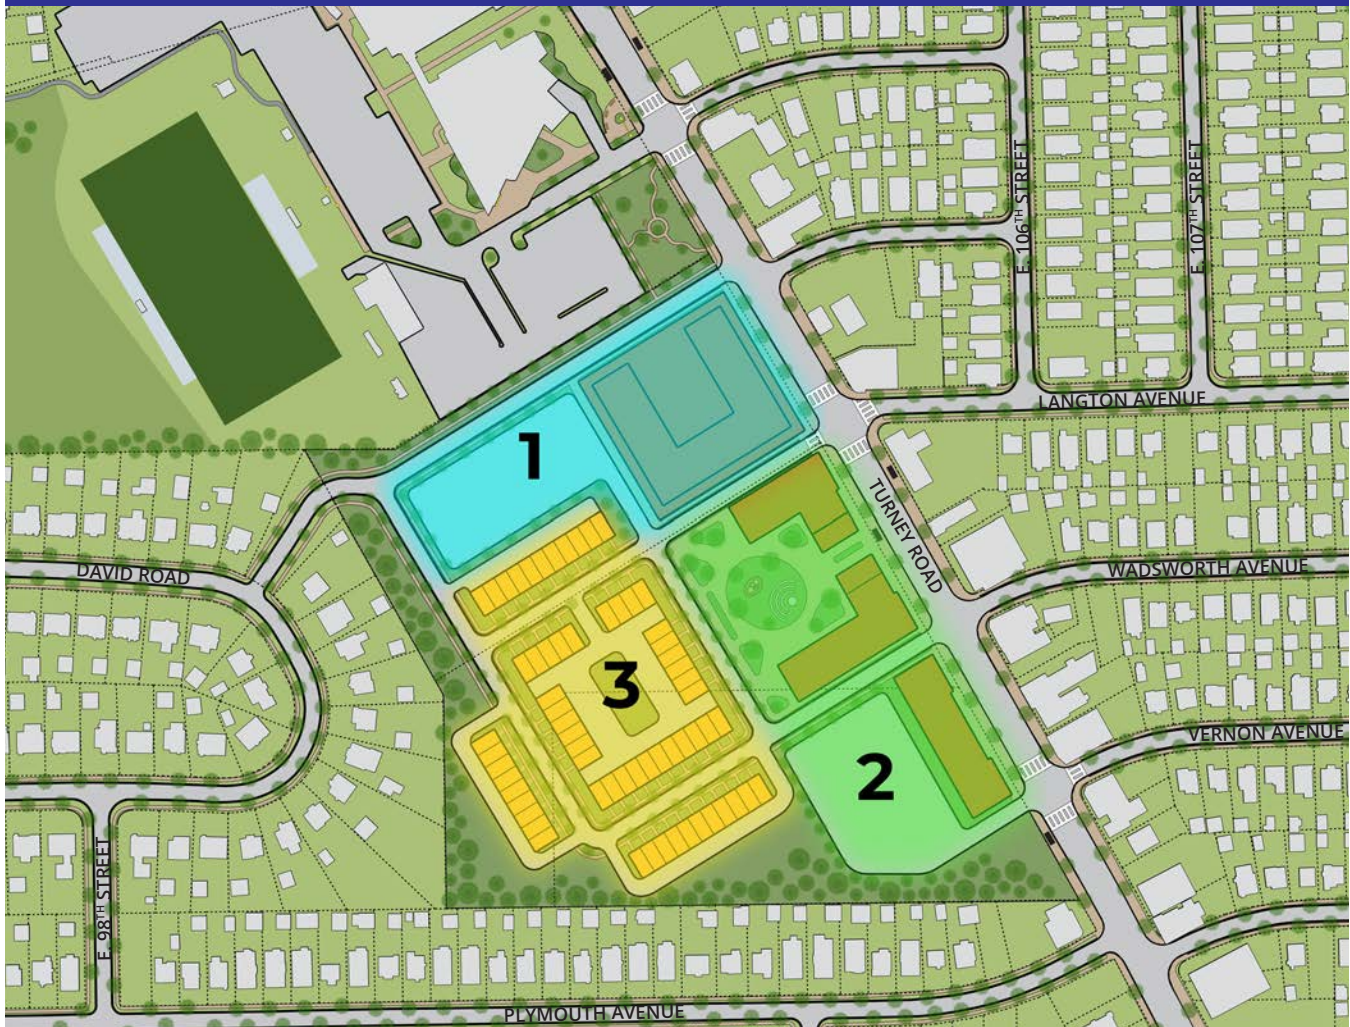 E. 106TH STREET
E. 107TH STREET
LANGTON AVENUE
1
TURNEY ROAD
DAVID ROAD
WADSWORTH AVENUE
3
VERNON AVENUE
2
E. 98TH STREET
PLYMOUTH AVENUE